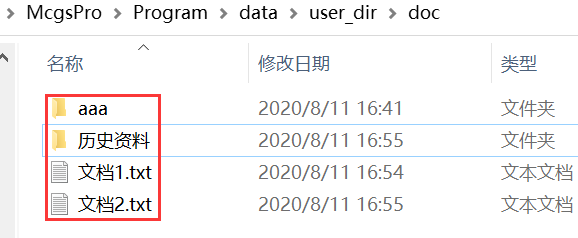 McgsPro > Program > data > user_dir > doc
名称 修改日期 类型
aaa 2020/8/11 16:41 文件夹
历史资料 2020/8/11 16:55 文件夹
文档1.txt 2020/8/11 16:54 文本文档
文档2.txt 2020/8/11 16:55 文本文档